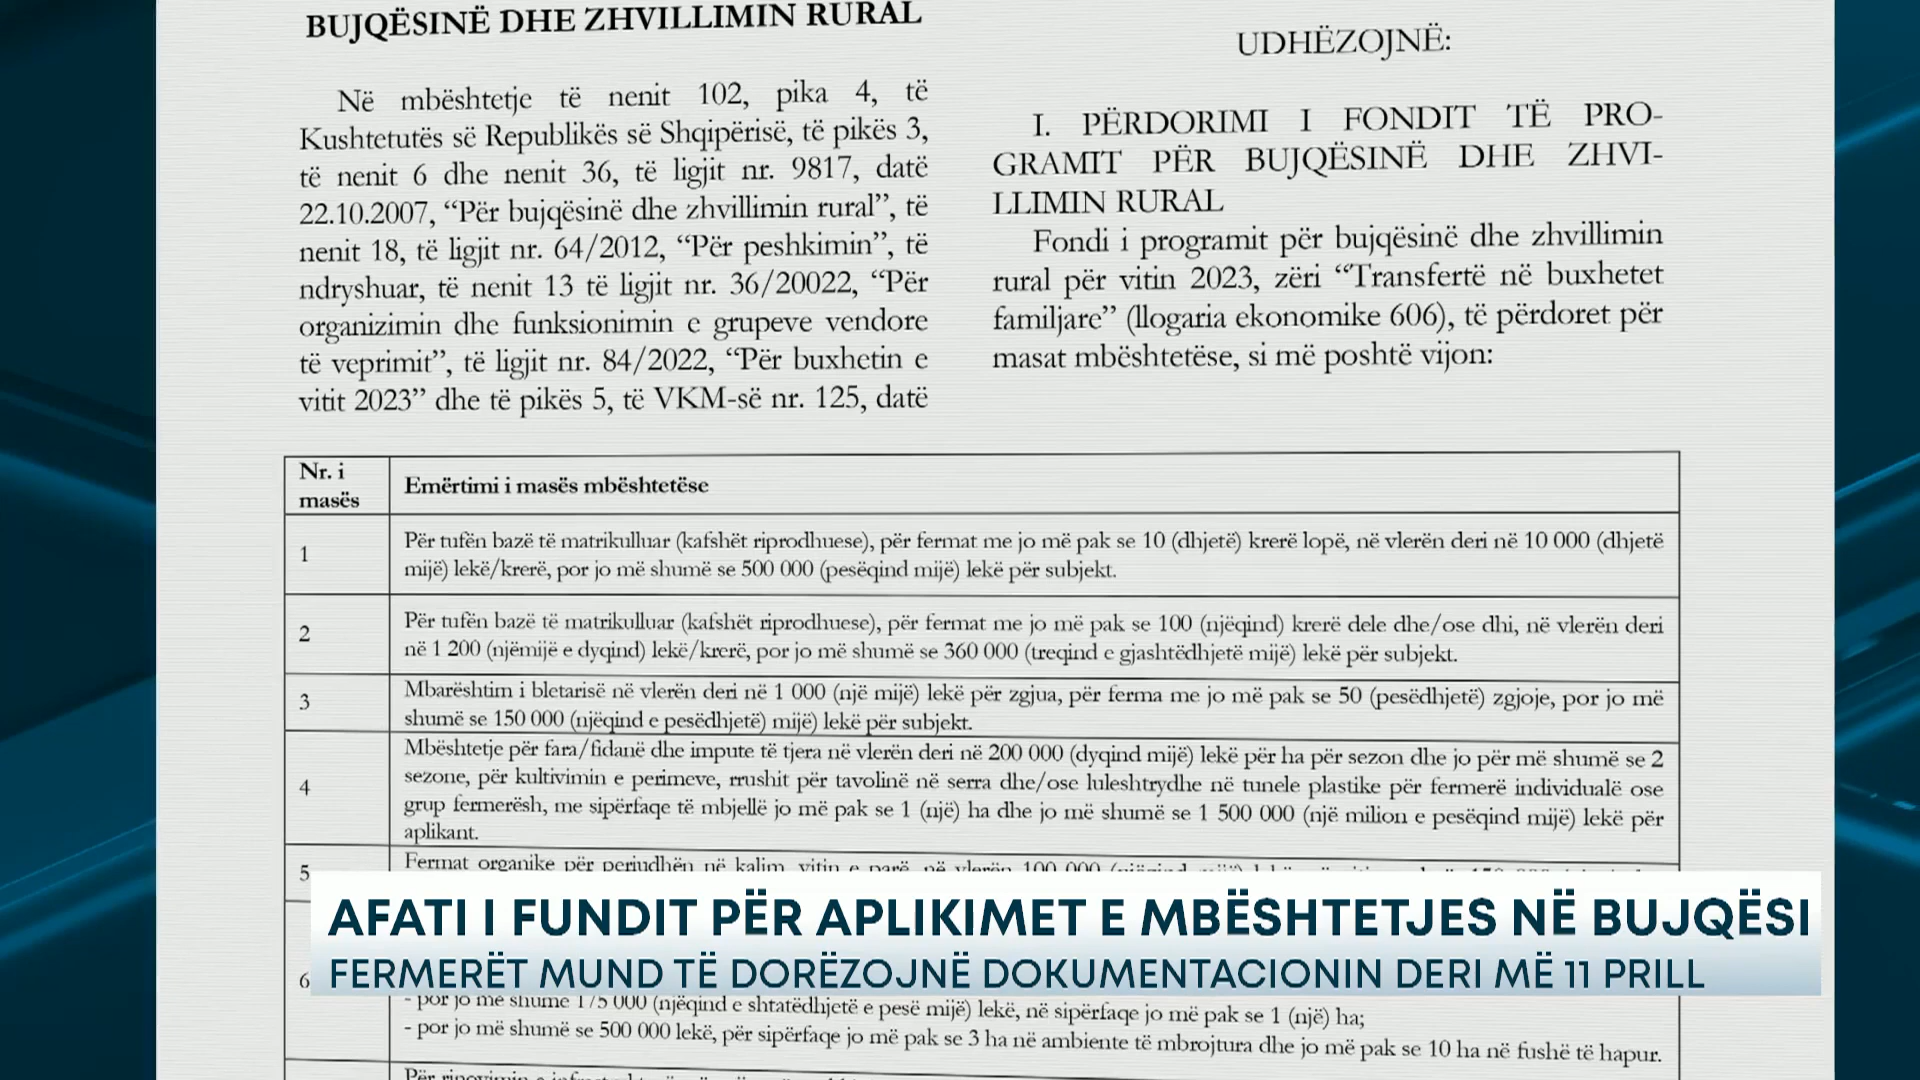 BUJQËSINË DHE ZHVILLIMIN RURAL
Në mbështetje të nenit 102, pika 4, të
Kushtetutës së Republikës së Shqipërisë, të pikës 3,
të nenit 6 dhe nenit 36, të ligjit nr. 9817, datë
22.10.2007, “Për bujqësinë dhe zhvillimin rural”, të
nenit 18, të ligjit nr. 64/2012, “Për peshkimin”, të
ndryshuar, të nenit 13 të ligjit nr. 36/20022, “Për
organizimin dhe funksionimin e grupeve vendore
të veprimit”, të ligjit nr. 84/2022, “Për buxhetin e
vitit 2023” dhe të pikës 5, të VKM-së nr. 125, datë
UDHËZOJNË:
I. PËRDORIMI I FONDIT TË PRO-
GRAMIT PËR BUJQËSINË DHE ZHVI-
LLIMIN RURAL
Fondi i programit për bujqësinë dhe zhvillimin
rural për vitin 2023, zëri “Transfertë në buxhetet
familjare” (llogaria ekonomike 606), të përdoret për
masat mbështetëse, si më poshtë vijon:
Nr. i
masës
Emërtimi i masës mbështetëse
1
Për tufën bazë të matrikulluar (kafshët riprodhuese), për fermat me jo më pak se 10 (dhjetë) krerë lopë, në vlerën deri në 10 000 (dhjetë
mijë) lekë/krerë, por jo më shumë se 500 000 (pesëqind mijë) lekë për subjekt.
2
Për tufën bazë të matrikulluar (kafshët riprodhuese), për fermat me jo më pak se 100 (njëqind) krerë dele dhe/ose dhi, në vlerën deri
në 1 200 (njëmijë e dyqind) lekë/krerë, por jo më shumë se 360 000 (treqind e gjashtëdhjetë mijë) lekë për subjekt.
3
Mbarështim i bletarisë në vlerën deri në 1 000 (një mijë) lekë për zgjua, për ferma me jo më pak se 50 (pesëdhjetë) zgjoje, por jo më
shumë se 150 000 (njëqind e pesëdhjetë) mijë) lekë për subjekt.
4
Mbështetje për fara/fidanë dhe impute të tjera në vlerën deri në 200 000 (dyqind mijë) lekë për ha për sezon dhe jo për më shumë se 2
sezone, për kultivimin e perimeve, rrushit për tavolinë në serra dhe/ose luleshtrydhe në tunele plastike për fermerë individualë ose
grup fermerësh, me sipërfaqe të mbjellë jo më pak se 1 (një) ha dhe jo më shumë se 1 500 000 (një milion e pesëqind mijë) lekë për
aplikant.
5
Fermat organike për periudhën në kalim, vitin e parë, në vlerën 100 000
AFATI I FUNDIT PËR APLIKIMET E MBËSHTETJES NË BUJQËSI
FERMERËT MUND TË DORËZOJNË DOKUMENTACIONIN DERI MË 11 PRILL
6
- por jo më shumë 175 000 (njëqind e shtatëdhjetë e pesë mijë) lekë, në sipërfaqe jo më pak se 1 (një) ha;
- por jo më shumë se 500 000 lekë, për sipërfaqe jo më pak se 3 ha në ambiente të mbrojtura dhe jo më pak se 10 ha në fushë të hapur.